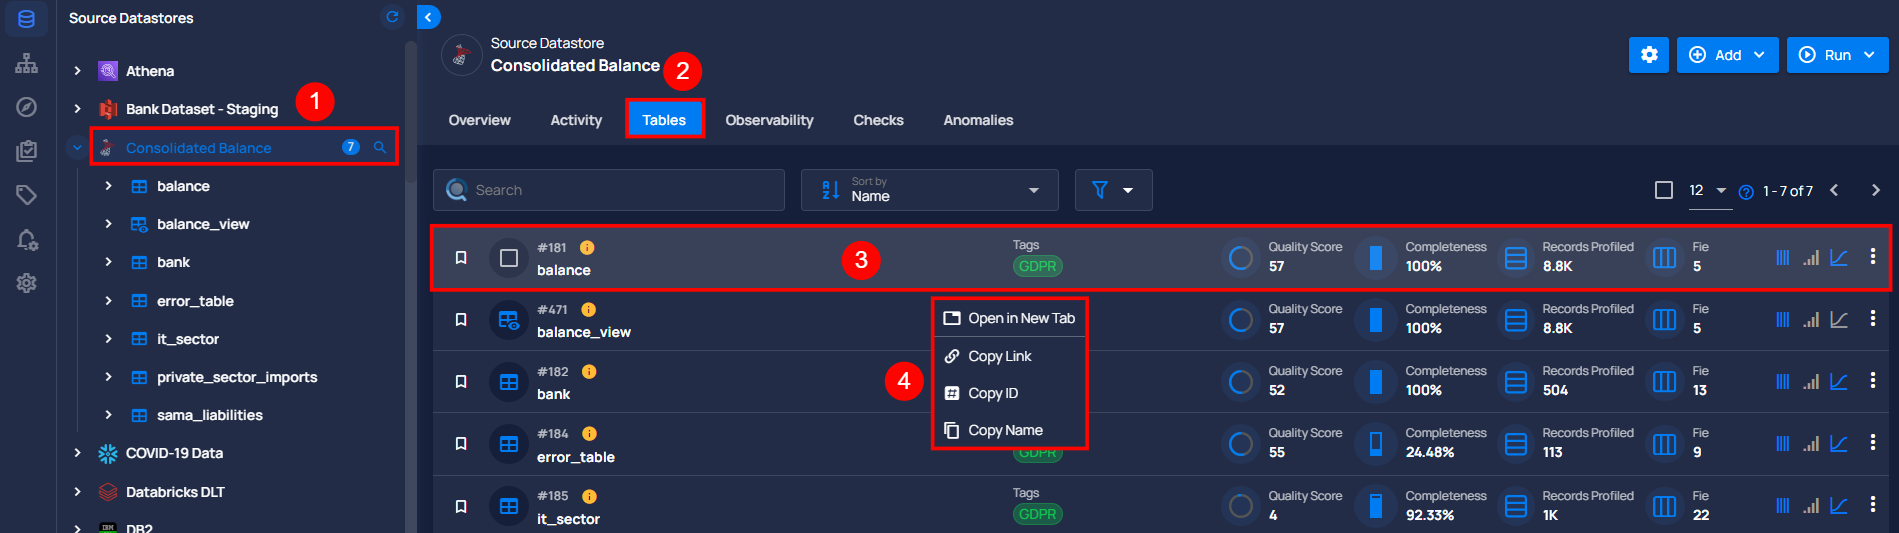 Source Datastores
Athena
Bank Dataset - Staging
1
Consolidated Balance 7
balance
balance_view
bank
error_table
it_sector
private_sector_imports
sama_liabilities
COVID-19 Data
Databricks DLT
IBM DB2
Source Datastore
Consolidated Balance
2
Add
Run
Overview Activity Tables Observability Checks Anomalies
Search
Sort by
Name
12 1 - 7 of 7
#181
balance
3
Tags
GDPR
Quality Score
57
Completeness
100%
Records Profiled
8.8K
Fie
5
#471
balance_view
Quality Score
57
Completeness
100%
Records Profiled
8.8K
Fie
5
4
Open in New Tab
Copy Link
Copy ID
Copy Name
#182
bank
Quality Score
52
Completeness
100%
Records Profiled
504
Fie
13
#184
error_table
GDPR
Quality Score
55
Completeness
24.48%
Records Profiled
113
Fie
9
#185
it_sector
Tags
GDPR
Quality Score
4
Completeness
92.33%
Records Profiled
1K
Fie
22